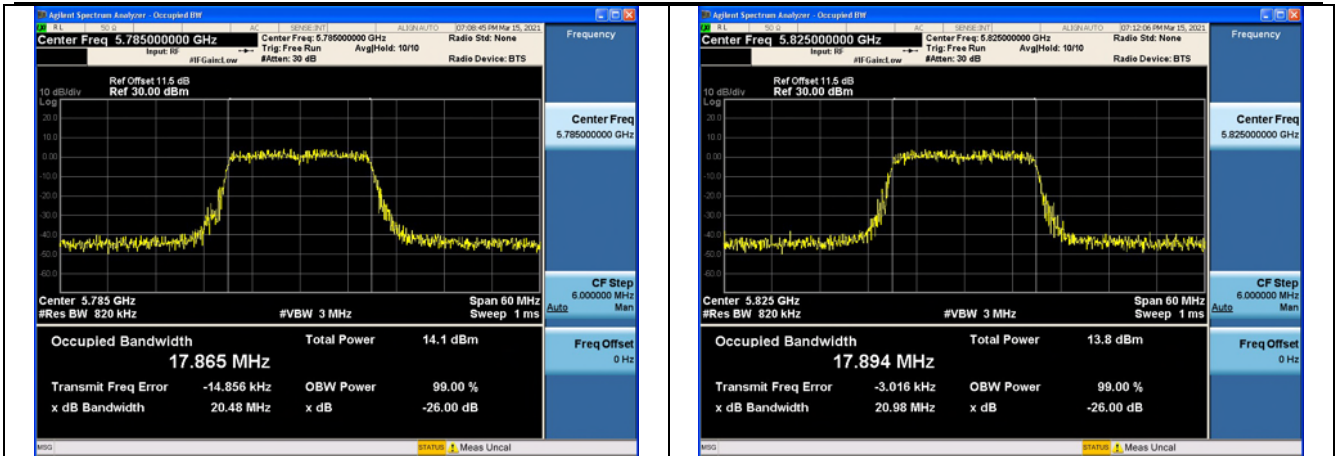 Agilent Spectrum Analyzer - Occupied BW
RL 50 Ω AC SENSE:INT ALIGN AUTO 07:08:45 PM Mar 15, 2021
Center Freq 5.785000000 GHz
Center Freq: 5.785000000 GHz Radio Std: None
Input: RF Trig: Free Run Avg|Hold: 10/10
#IFGain:Low #Atten: 30 dB Radio Device: BTS
Frequency
Ref Offset 11.5 dB
10 dB/div Ref 30.00 dBm
Log
20.0
10.0
0.00
-10.0
-20.0
-30.0
-40.0
-50.0
-60.0
Center Freq
5.785000000 GHz
Center 5.785 GHz Span 60 MHz
#Res BW 820 kHz #VBW 3 MHz Sweep 1 ms
CF Step
6.000000 MHz
Auto Man
Occupied Bandwidth Total Power 14.1 dBm
17.865 MHz
Transmit Freq Error -14.856 kHz OBW Power 99.00 %
x dB Bandwidth 20.48 MHz x dB -26.00 dB
Freq Offset
0 Hz
MSG STATUS Meas Uncal
Agilent Spectrum Analyzer - Occupied BW
RL 50 Ω AC SENSE:INT ALIGN AUTO 07:12:06 PM Mar 15, 2021
Center Freq 5.825000000 GHz
Center Freq: 5.825000000 GHz Radio Std: None
Input: RF Trig: Free Run Avg|Hold: 10/10
#IFGain:Low #Atten: 30 dB Radio Device: BTS
Frequency
Ref Offset 11.5 dB
10 dB/div Ref 30.00 dBm
Log
20.0
10.0
0.00
-10.0
-20.0
-30.0
-40.0
-50.0
-60.0
Center Freq
5.825000000 GHz
Center 5.825 GHz Span 60 MHz
#Res BW 820 kHz #VBW 3 MHz Sweep 1 ms
CF Step
6.000000 MHz
Auto Man
Occupied Bandwidth Total Power 13.8 dBm
17.894 MHz
Transmit Freq Error -3.016 kHz OBW Power 99.00 %
x dB Bandwidth 20.98 MHz x dB -26.00 dB
Freq Offset
0 Hz
MSG STATUS Meas Uncal